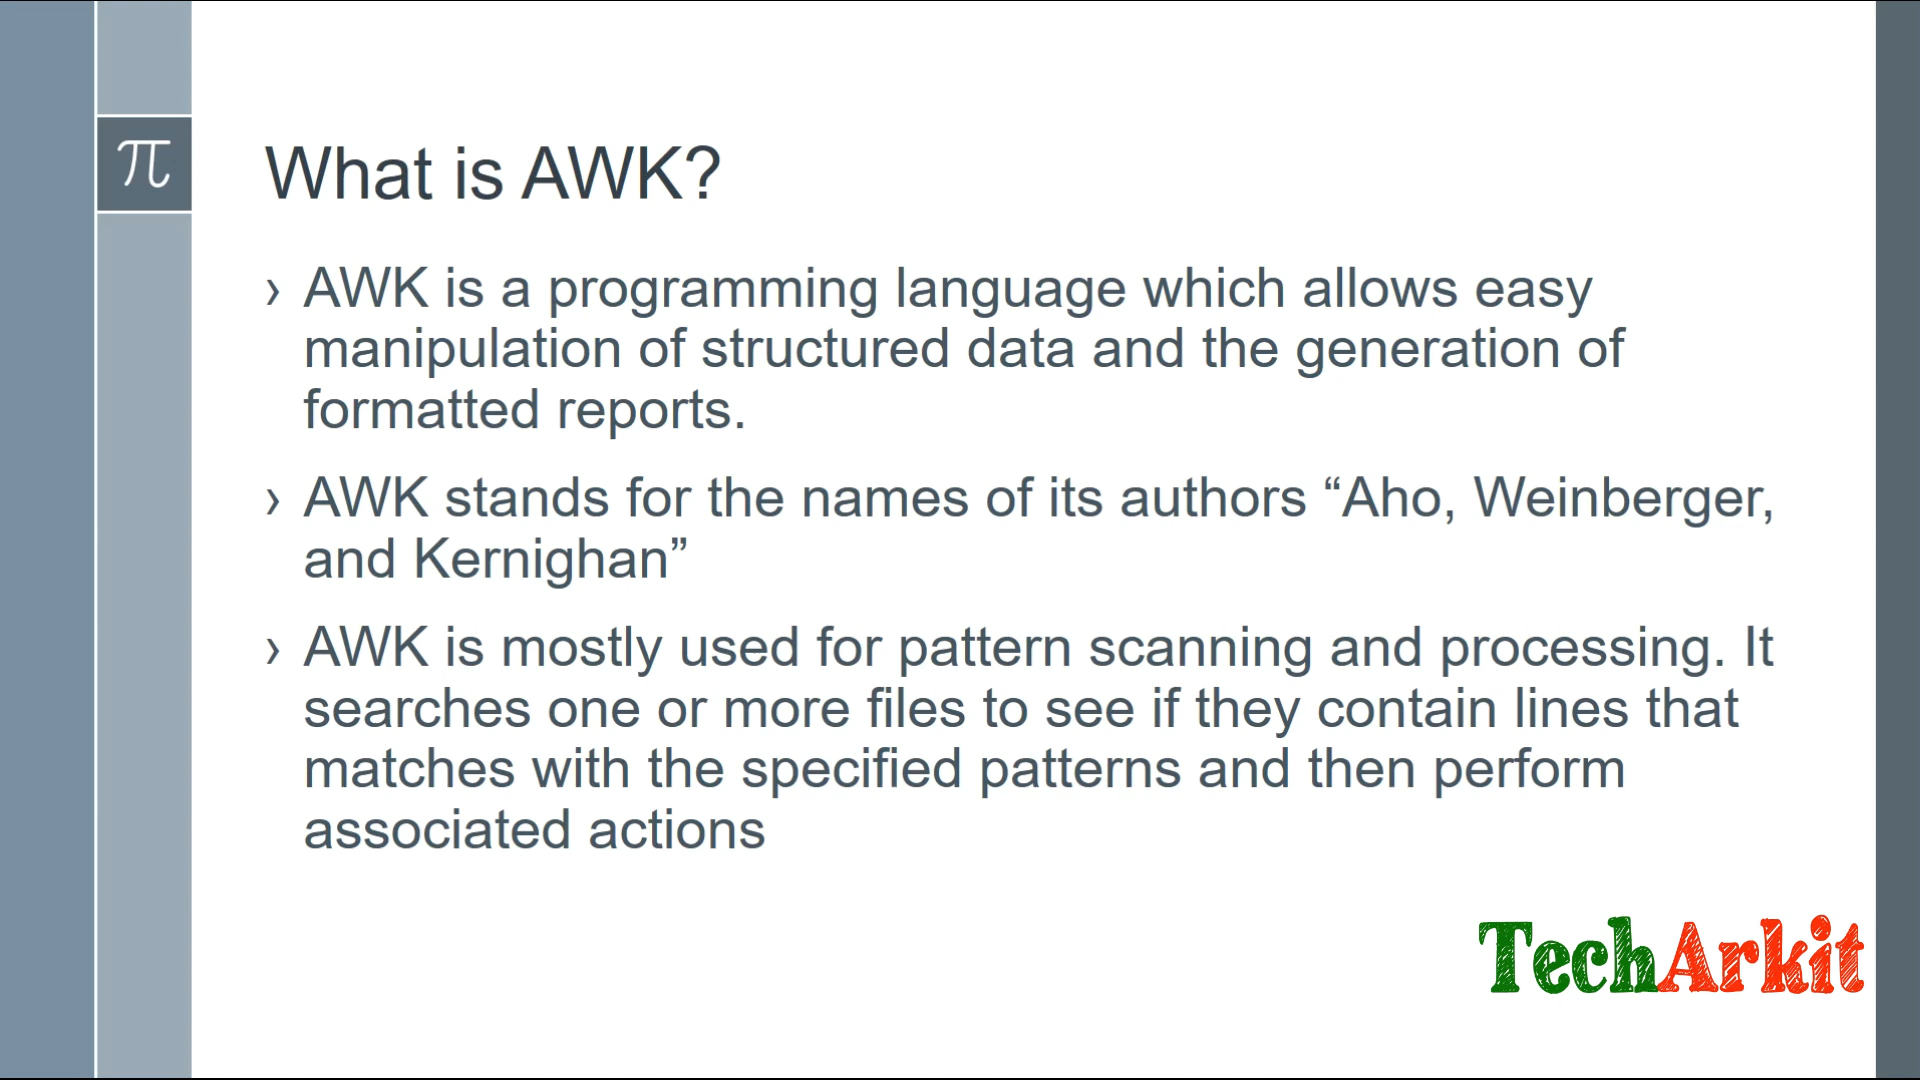 π
What is AWK?
› AWK is a programming language which allows easy
manipulation of structured data and the generation of
formatted reports.
› AWK stands for the names of its authors “Aho, Weinberger,
and Kernighan”
› AWK is mostly used for pattern scanning and processing. It
searches one or more files to see if they contain lines that
matches with the specified patterns and then perform
associated actions
TechArkit